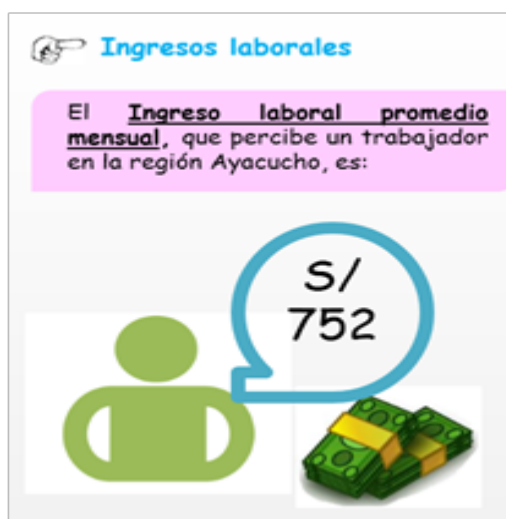 Ingresos laborales
El Ingreso laboral promedio
mensual, que percibe un trabajador
en la región Ayacucho, es:
S/
752